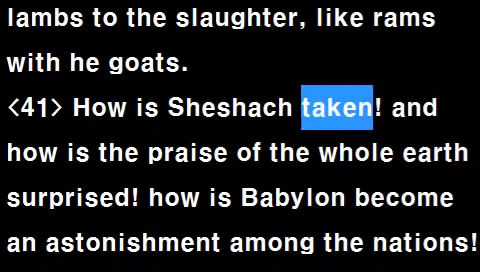 lambs to the slaughter, like rams
with he goats.
<41> How is Sheshach taken! and
how is the praise of the whole earth
surprised! how is Babylon become
an astonishment among the nations!